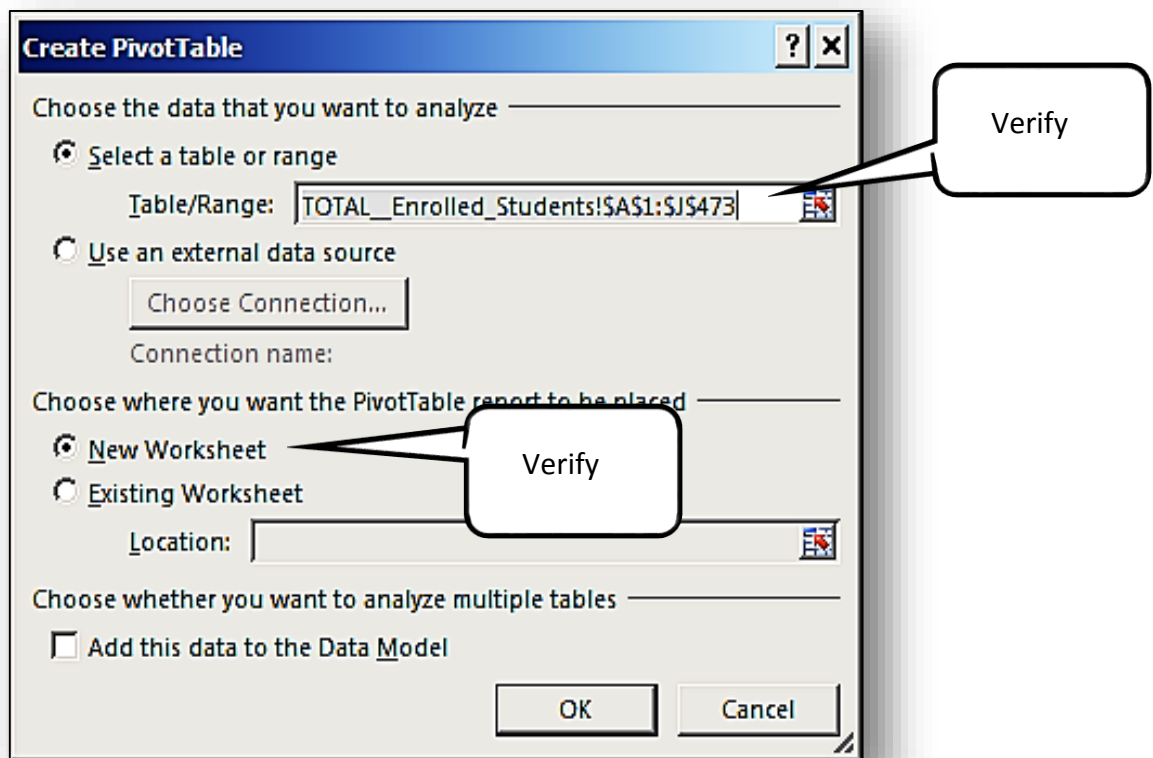 Create PivotTable
Choose the data that you want to analyze
Select a table or range
Table/Range: TOTAL__Enrolled_Students!$A$1:$J$473
Verify
Use an external data source
Choose Connection...
Connection name:
Choose where you want the PivotTable report to be placed
New Worksheet
Verify
Existing Worksheet
Location:
Choose whether you want to analyze multiple tables
Add this data to the Data Model
OK Cancel